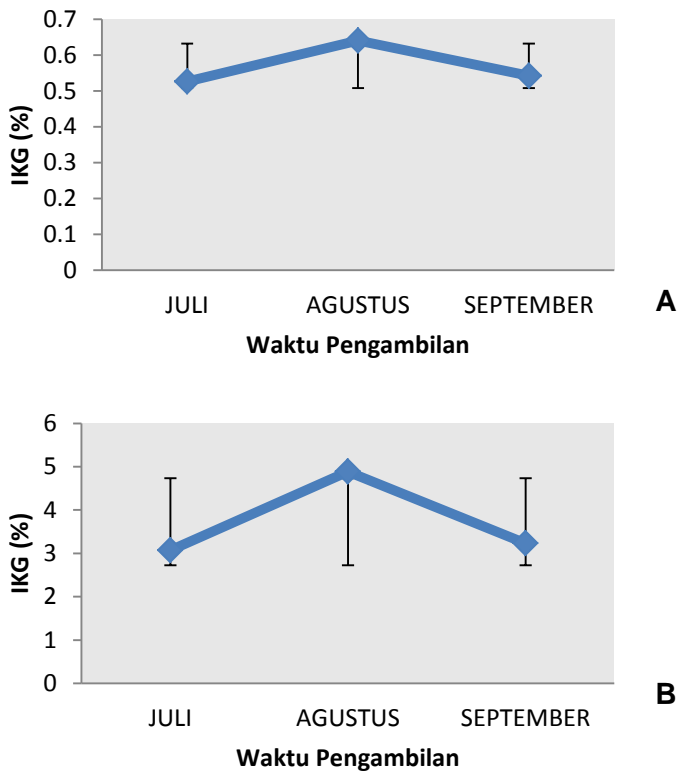 0.7
0.6
0.5
0.4
0.3
0.2
0.1
0
IKG (%)
JULI AGUSTUS SEPTEMBER
Waktu Pengambilan
A
6
5
4
3
2
1
0
IKG (%)
JULI AGUSTUS SEPTEMBER
Waktu Pengambilan
B